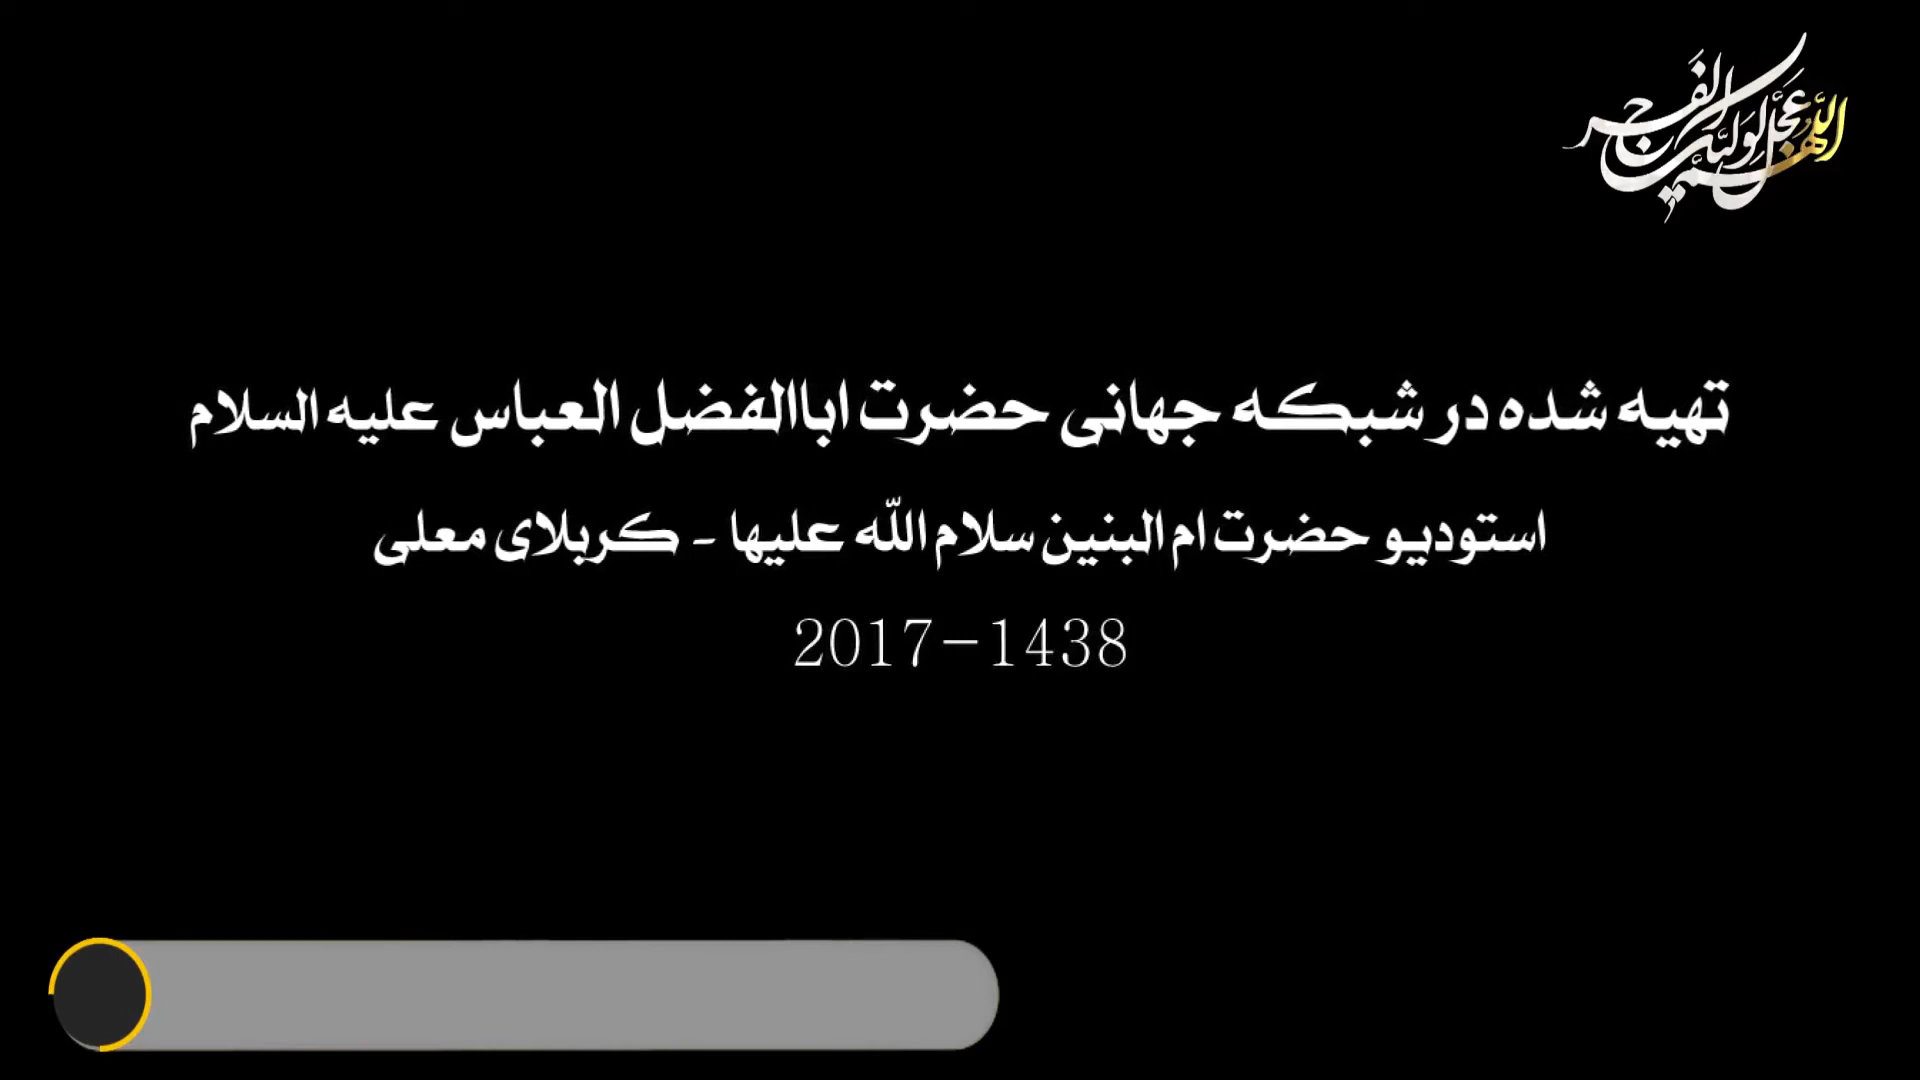 اللهم عجل لولیک الفرج
تهیه شده در شبکه جهانی حضرت اباالفضل العباس علیه السلام
استودیو حضرت ام البنین سلام الله علیها - کربلای معلی
2017-1438